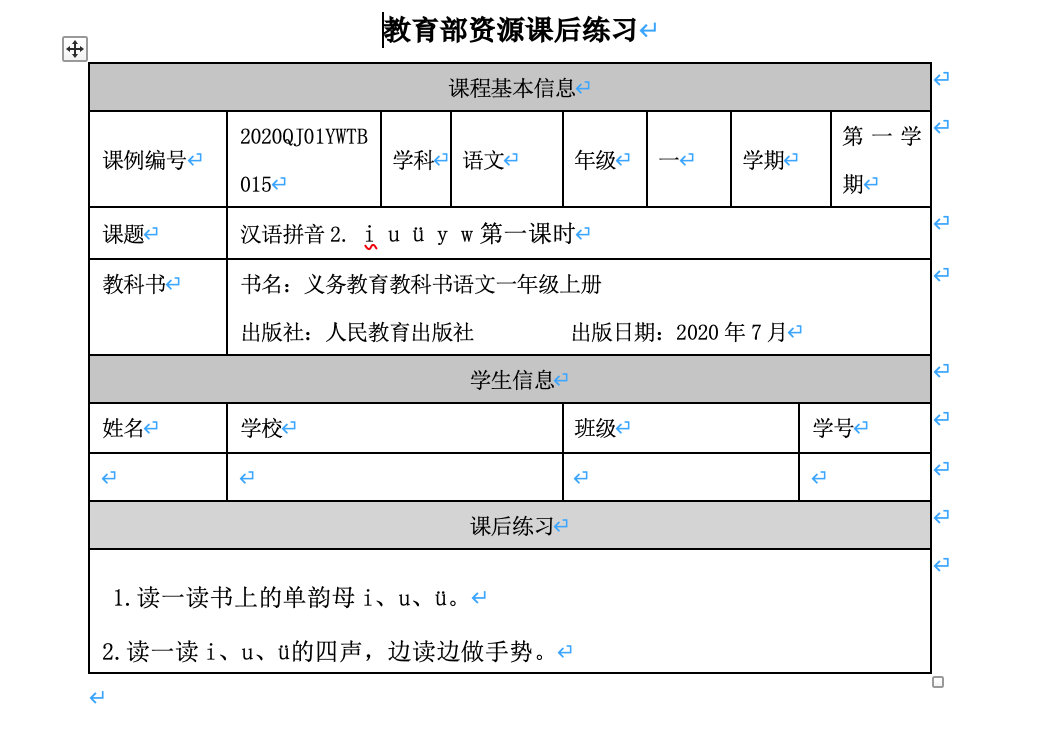 教育部资源课后练习
课程基本信息
课例编号 2020QJ01YWTB015 学科 语文 年级 一 学期 第一学期
课题 汉语拼音 2. i u ü y w 第一课时
教科书 书名：义务教育教科书语文一年级上册
出版社：人民教育出版社 出版日期：2020 年 7 月
学生信息
姓名 学校 班级 学号
课后练习
1.读一读书上的单韵母 i、u、ü。
2.读一读 i、u、ü的四声，边读边做手势。